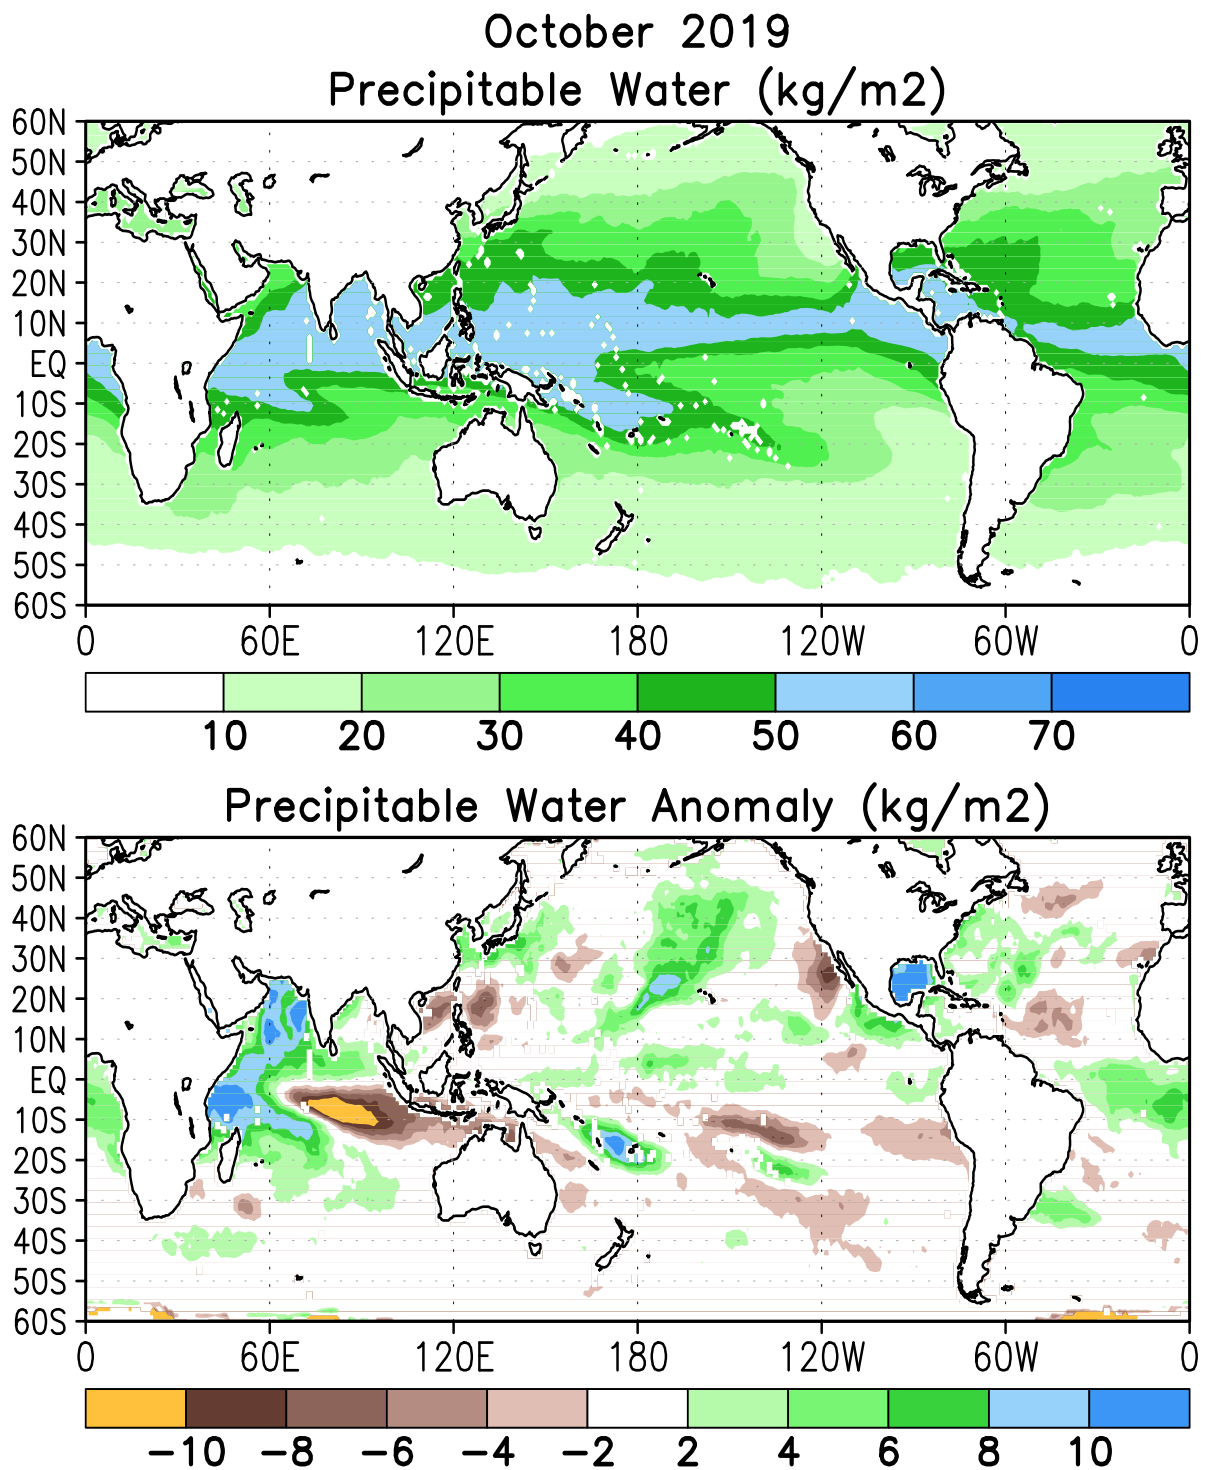 October 2019
Precipitable Water (kg/m2)
60N
50N
40N
30N
20N
10N
EQ
10S
20S
30S
40S
50S
60S
0 60E 120E 180 120W 60W 0
10 20 30 40 50 60 70
Precipitable Water Anomaly (kg/m2)
60N
50N
40N
30N
20N
10N
EQ
10S
20S
30S
40S
50S
60S
0 60E 120E 180 120W 60W 0
−10 −8 −6 −4 −2 2 4 6 8 10